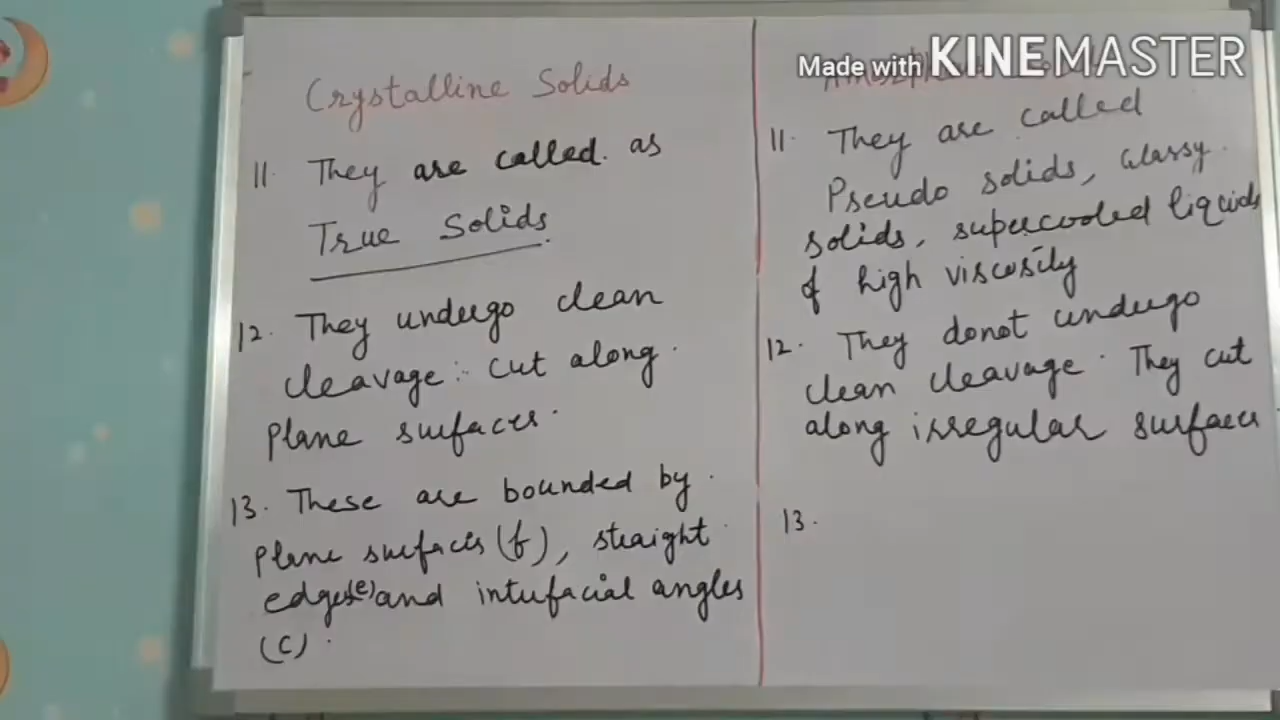 Made with KINEMASTER
Crystalline Solids
11. They are called as
True Solids.
12. They undergo clean
cleavage ∴ cut along
plane surfaces.
13. These are bounded by
plane surfaces (f), straight
edges(e) and interfacial angles
(c).
11. They are called
Pseudo solids, Glassy
solids, supercooled liquids
of high viscosity
12. They donot undergo
clean cleavage. They cut
along irregular surfaces
13.